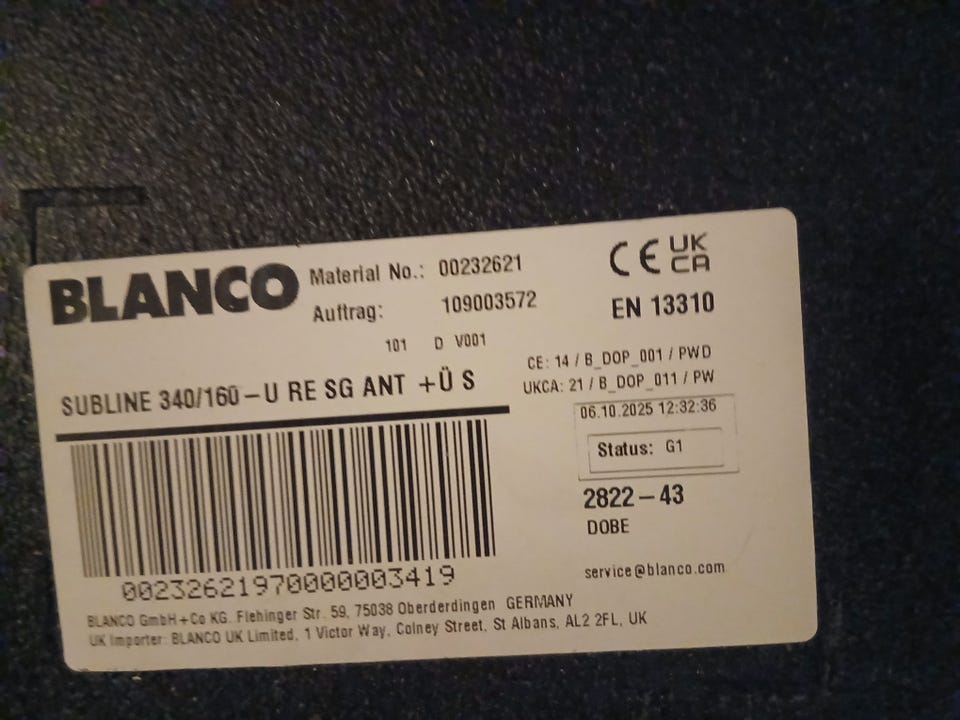 BLANCO
Material No.: 00232621
Auftrag: 109003572
101 D V001
SUBLINE 340/160-U RE SG ANT +Ü S
00232621970000003419
CE UK CA
EN 13310
CE: 14 / B_DOP_001 / PWD
UKCA: 21 / B_DOP_011 / PW
06.10.2025 12:32:36
Status: G1
2822-43
DOBE
service@blanco.com
BLANCO GmbH+Co KG. Flehinger Str. 59, 75038 Oberderdingen GERMANY
UK Importer: BLANCO UK Limited, 1 Victor Way, Colney Street, St Albans, AL2 2FL, UK